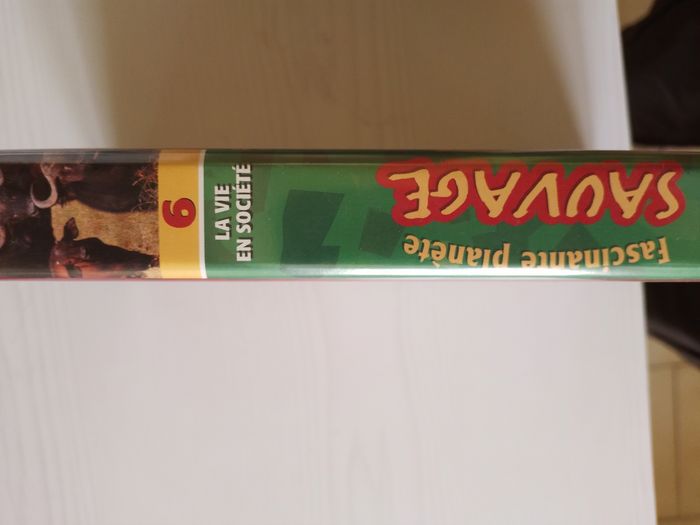 Fascinante planète
SAUVAGE
LA VIE
EN SOCIÉTÉ
6